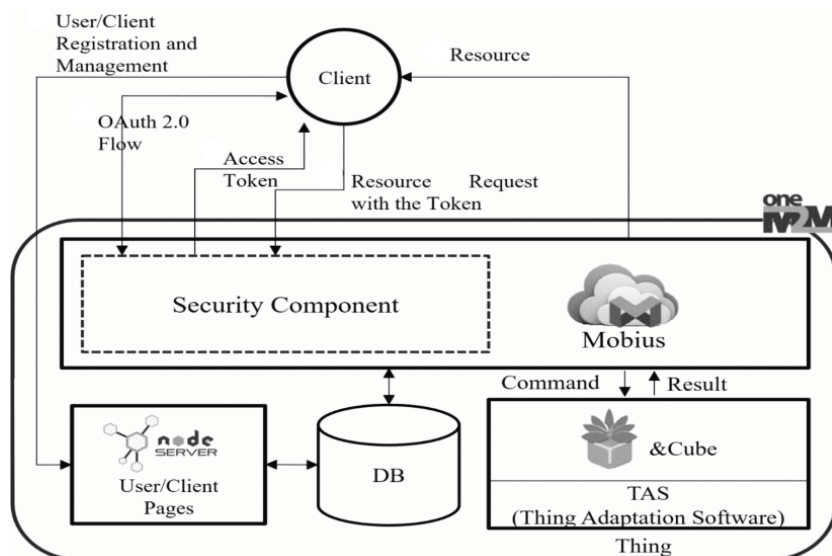 User/Client
Registration and
Management
Client
Resource
OAuth 2.0
Flow
Access
Token
Resource Request
with the Token
one
M2M
Security Component
Mobius
Command
Result
node
SERVER
User/Client
Pages
DB
&Cube
TAS
(Thing Adaptation Software)
Thing